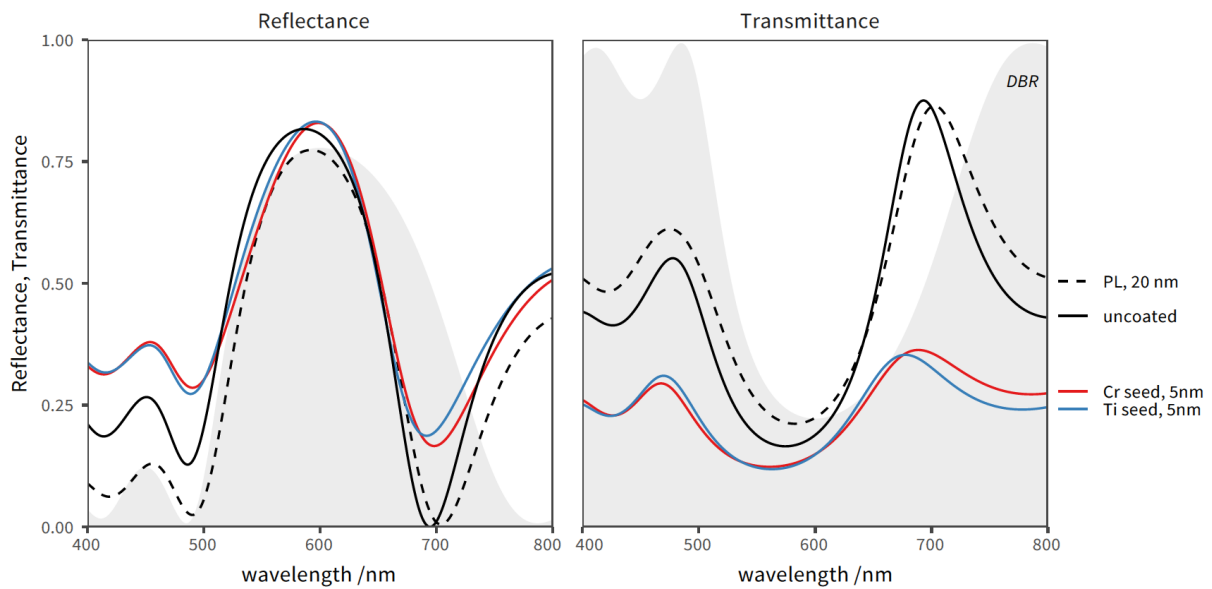 Reflectance
Transmittance
Reflectance, Transmittance
1.00
0.75
0.50
0.25
0.00
400 500 600 700 800
400 500 600 700 800
wavelength /nm
wavelength /nm
DBR
PL, 20 nm
uncoated
Cr seed, 5nm
Ti seed, 5nm